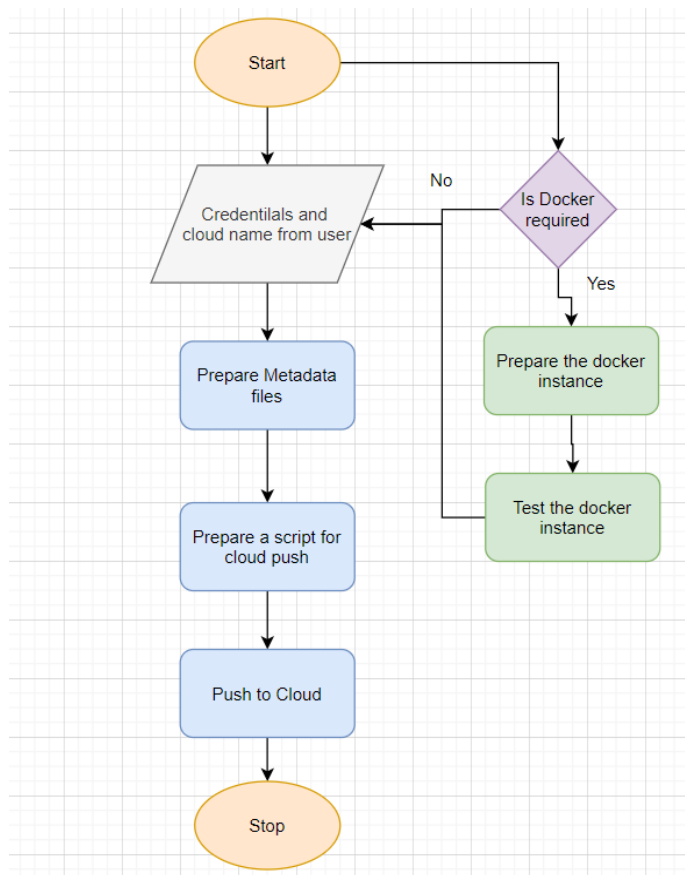 Start
No
Is Docker
required
Credentilals and
cloud name from user
Yes
Prepare Metadata
files
Prepare the docker
instance
Prepare a script for
cloud push
Test the docker
instance
Push to Cloud
Stop